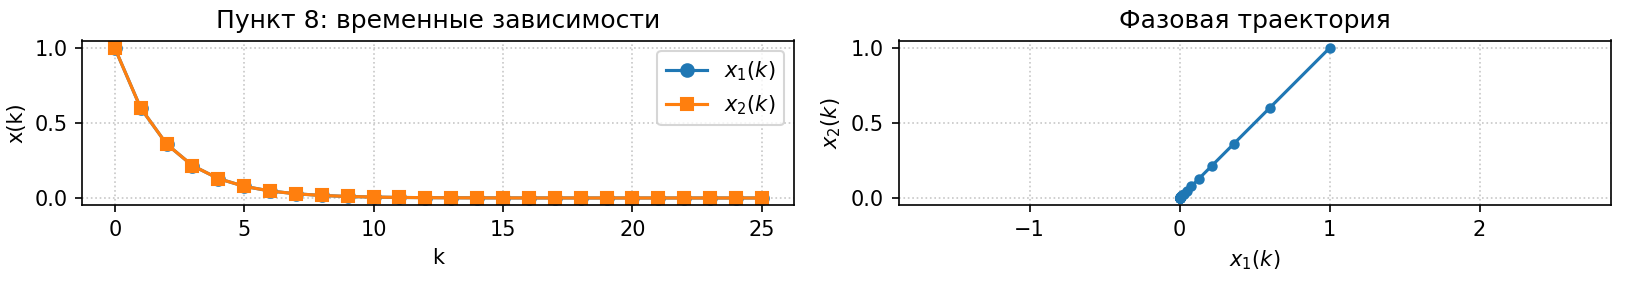 Пункт 8: временные зависимости
x(k)
1.0
0.5
0.0
x₁(k)
x₂(k)
0 5 10 15 20 25
k
Фазовая траектория
x₂(k)
1.0
0.5
0.0
−1 0 1 2
x₁(k)